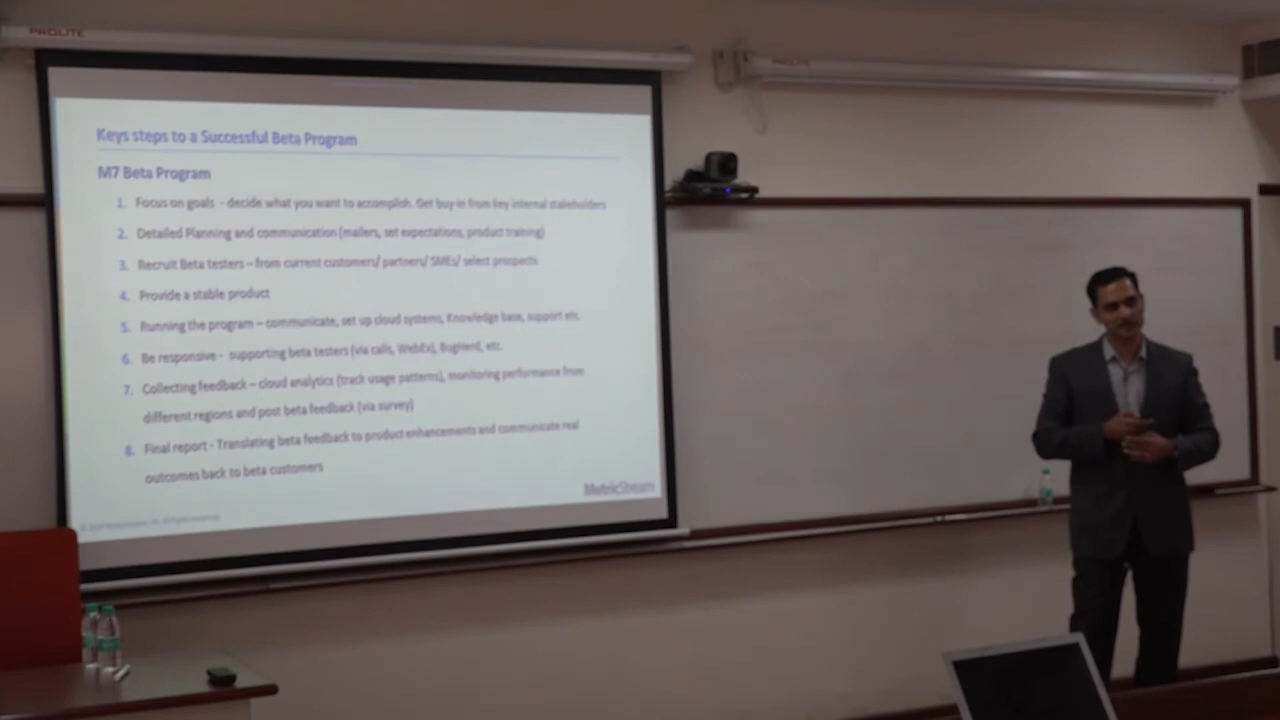 PROLITE
PROLITE
Keys steps to a Successful Beta Program
M7 Beta Program
1. Focus on goals - decide what you want to accomplish. Get buy-in from key internal stakeholders
2. Detailed Planning and communication (mailers, set expectations, product training)
3. Recruit Beta testers – from current customers/ partners/ SMEs/ select prospects
4. Provide a stable product
5. Running the program – communicate, set up cloud systems, Knowledge base, support etc.
6. Be responsive - supporting beta testers (via calls, WebEx), BugHerd, etc.
7. Collecting feedback – cloud analytics (track usage patterns), monitoring performance from
different regions and post beta feedback (via survey)
8. Final report - Translating beta feedback to product enhancements and communicate real
outcomes back to beta customers
MetricStream